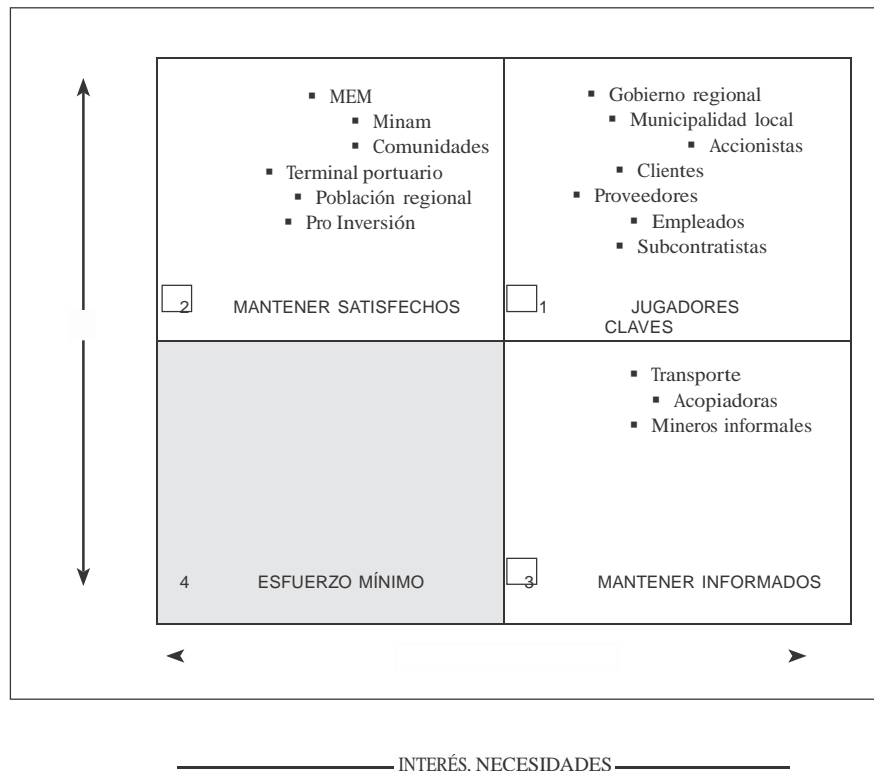 ▪ MEM
▪ Minam
▪ Comunidades
▪ Terminal portuario
▪ Población regional
▪ Pro Inversión
2 MANTENER SATISFECHOS
▪ Gobierno regional
▪ Municipalidad local
▪ Accionistas
▪ Clientes
▪ Proveedores
▪ Empleados
▪ Subcontratistas
1 JUGADORES
CLAVES
4 ESFUERZO MÍNIMO
▪ Transporte
▪ Acopiadoras
▪ Mineros informales
3 MANTENER INFORMADOS
INTERÉS, NECESIDADES